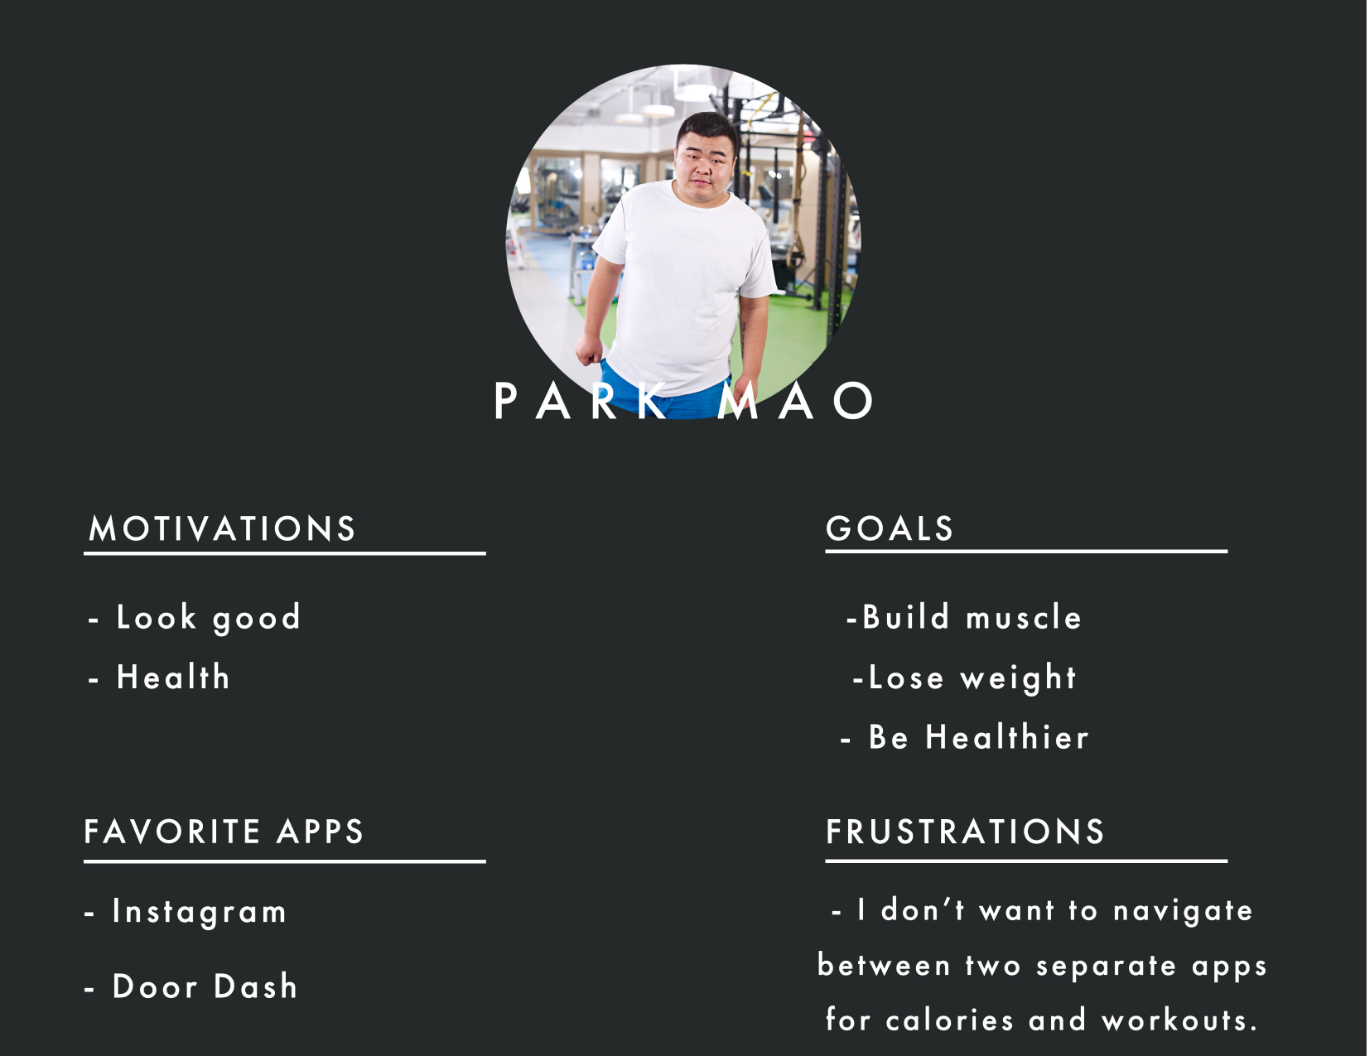 PARK MAO
MOTIVATIONS
- Look good
- Health
GOALS
-Build muscle
-Lose weight
- Be Healthier
FAVORITE APPS
- Instagram
- Door Dash
FRUSTRATIONS
- I don’t want to navigate
between two separate apps
for calories and workouts.